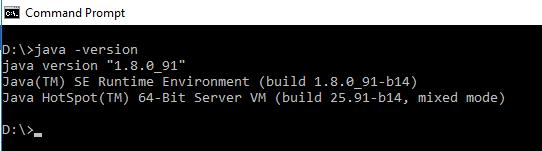 Command Prompt
D:\>java -version
java version "1.8.0_91"
Java(TM) SE Runtime Environment (build 1.8.0_91-b14)
Java HotSpot(TM) 64-Bit Server VM (build 25.91-b14, mixed mode)
D:\>